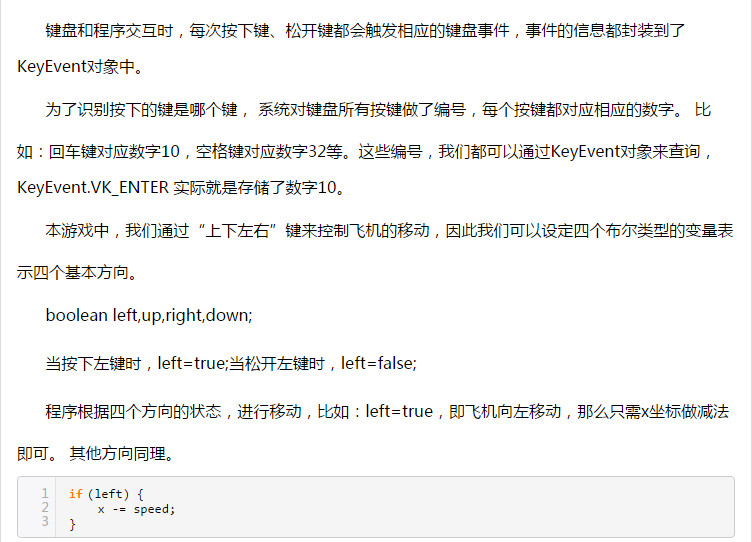 键盘和程序交互时，每次按下键、松开键都会触发相应的键盘事件，事件的信息都封装到了
KeyEvent对象中。
为了识别按下的键是哪个键， 系统对键盘所有按键做了编号，每个按键都对应相应的数字。 比
如：回车键对应数字10，空格键对应数字32等。这些编号，我们都可以通过KeyEvent对象来查询，
KeyEvent.VK_ENTER 实际就是存储了数字10。
本游戏中，我们通过“上下左右”键来控制飞机的移动，因此我们可以设定四个布尔类型的变量表
示四个基本方向。
boolean left,up,right,down;
当按下左键时，left=true;当松开左键时，left=false;
程序根据四个方向的状态，进行移动，比如：left=true，即飞机向左移动，那么只需x坐标做减法
即可。 其他方向同理。
1 if (left) {
2     x -= speed;
3 }